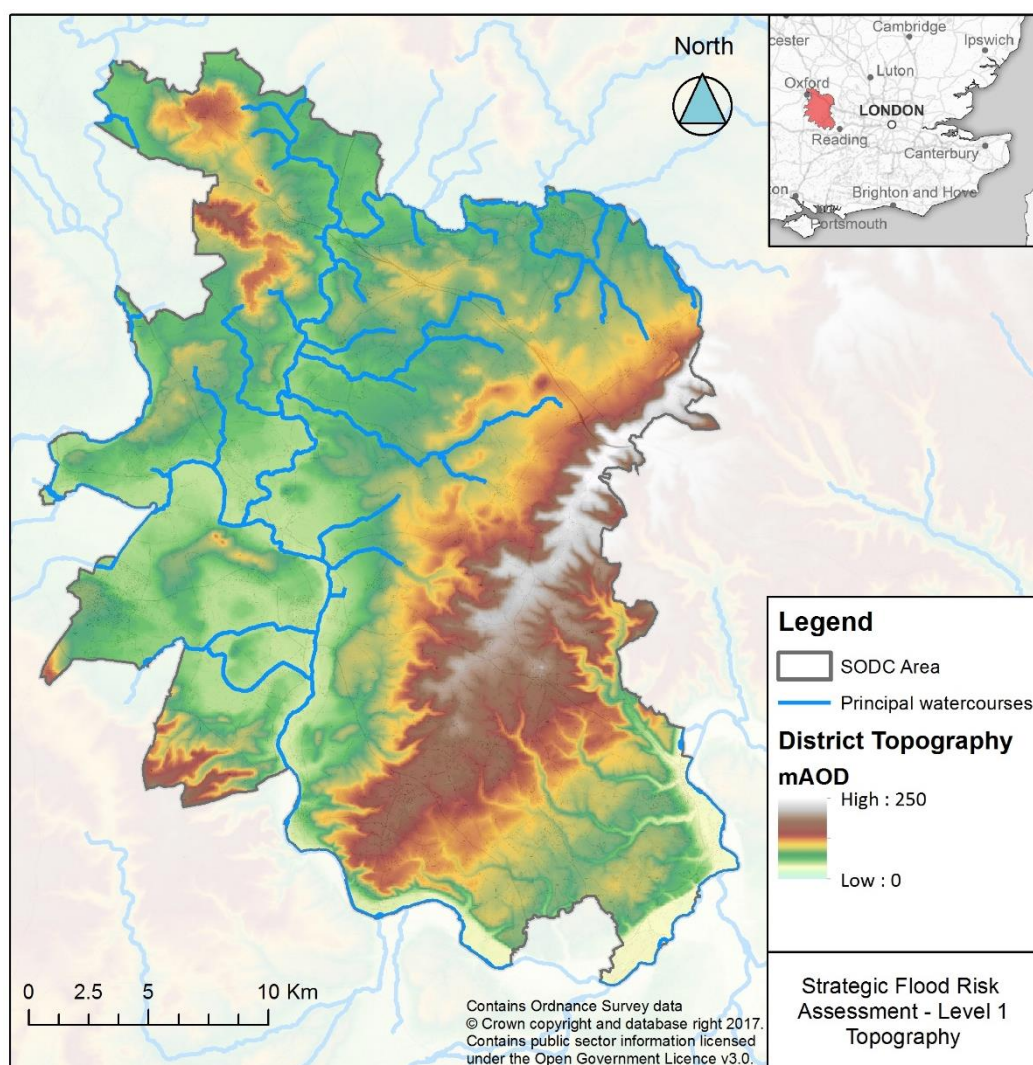 North
cester
Cambridge
Ipswich
Luton
Oxford
LONDON
Reading
Canterbury
ton
Brighton and Hove
Portsmouth
Legend
SODC Area
Principal watercourses
District Topography
mAOD
High : 250
Low : 0
0 2.5 5 10 Km
Contains Ordnance Survey data
© Crown copyright and database right 2017.
Contains public sector information licensed
under the Open Government Licence v3.0.
Strategic Flood Risk
Assessment - Level 1
Topography